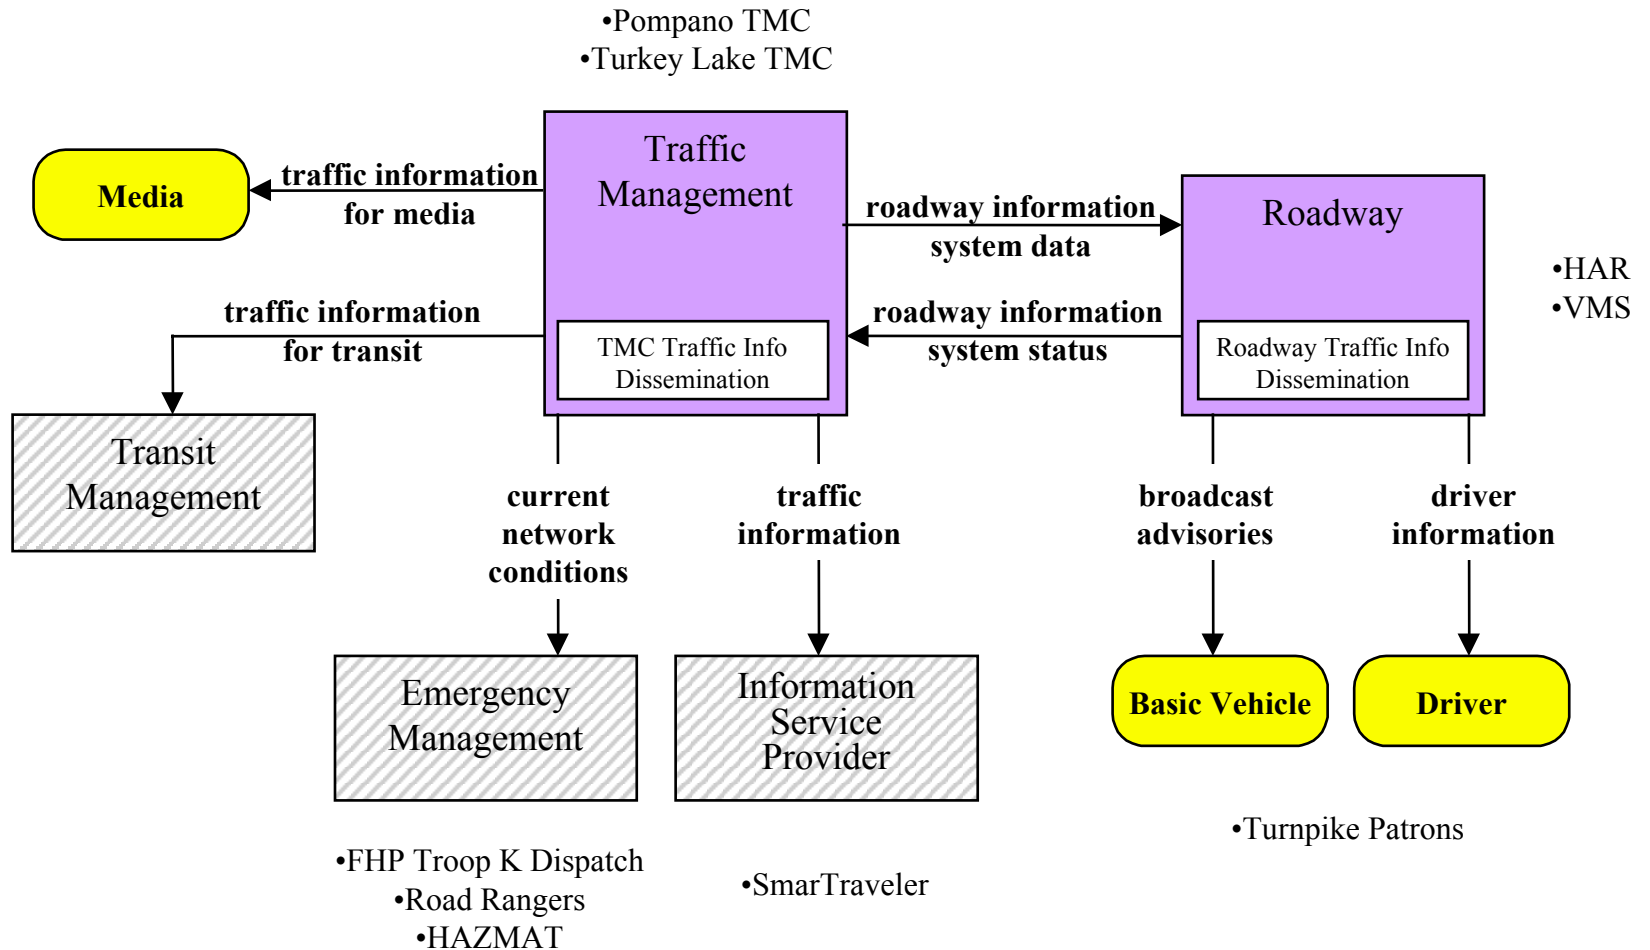 •Pompano TMC
•Turkey Lake TMC
Traffic
Management
TMC Traffic Info
Dissemination
Media
traffic information
for media
roadway information
system data
Roadway
Roadway Traffic Info
Dissemination
•HAR
•VMS
traffic information
for transit
roadway information
system status
Transit
Management
current
network
conditions
traffic
information
broadcast
advisories
driver
information
Emergency
Management
Information
Service
Provider
Basic Vehicle
Driver
•Turnpike Patrons
•FHP Troop K Dispatch
•Road Rangers
•HAZMAT
•SmarTraveler